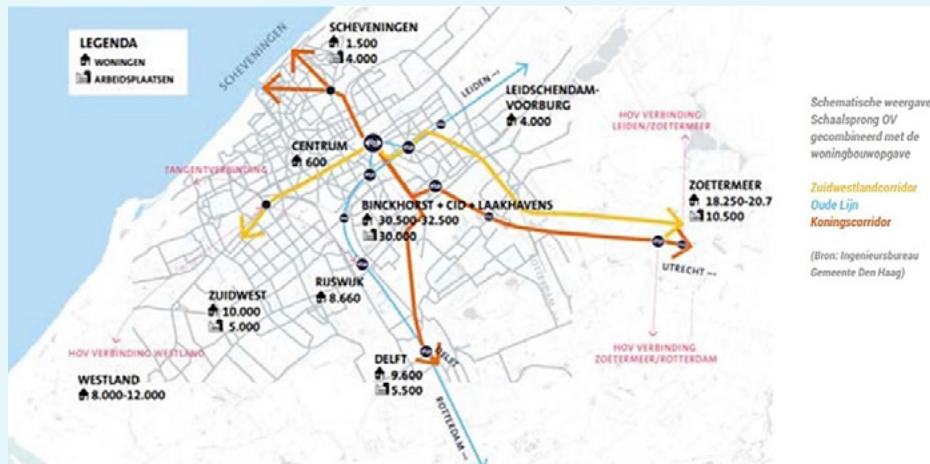 LEGENDA
WONINGEN
ARBEIDSPLAATSEN
SCHEVENINGEN
SCHEVENINGEN
1.500
4.000
LEIDEN
LEIDSCHENDAM-
VOORBURG
4.000
HOV VERBINDING
LEIDEN/ZOETERMEER
CENTRUM
600
TANGENTVERBINDING
BINCKHORST + CID + LAAKHAVENS
30.500-32.500
30.000
ZOETERMEER
18.250-20.7
10.500
UTRECHT
ROTTERDAM
RIJSWIJK
8.660
ZUIDWEST
10.000
5.000
HOV VERBINDING WESTLAND
WESTLAND
8.000-12.000
DELFT
9.600
5.500
DELFT
ROTTERDAM
HOV VERBINDING
ZOETERMEER/ROTTERDAM
Schematische weergave
Schaalsprong OV
gecombineerd met de
woningbouwopgave
Zuidwestlandcorridor
Oude Lijn
Koningscorridor
(Bron: Ingenieursbureau
Gemeente Den Haag)